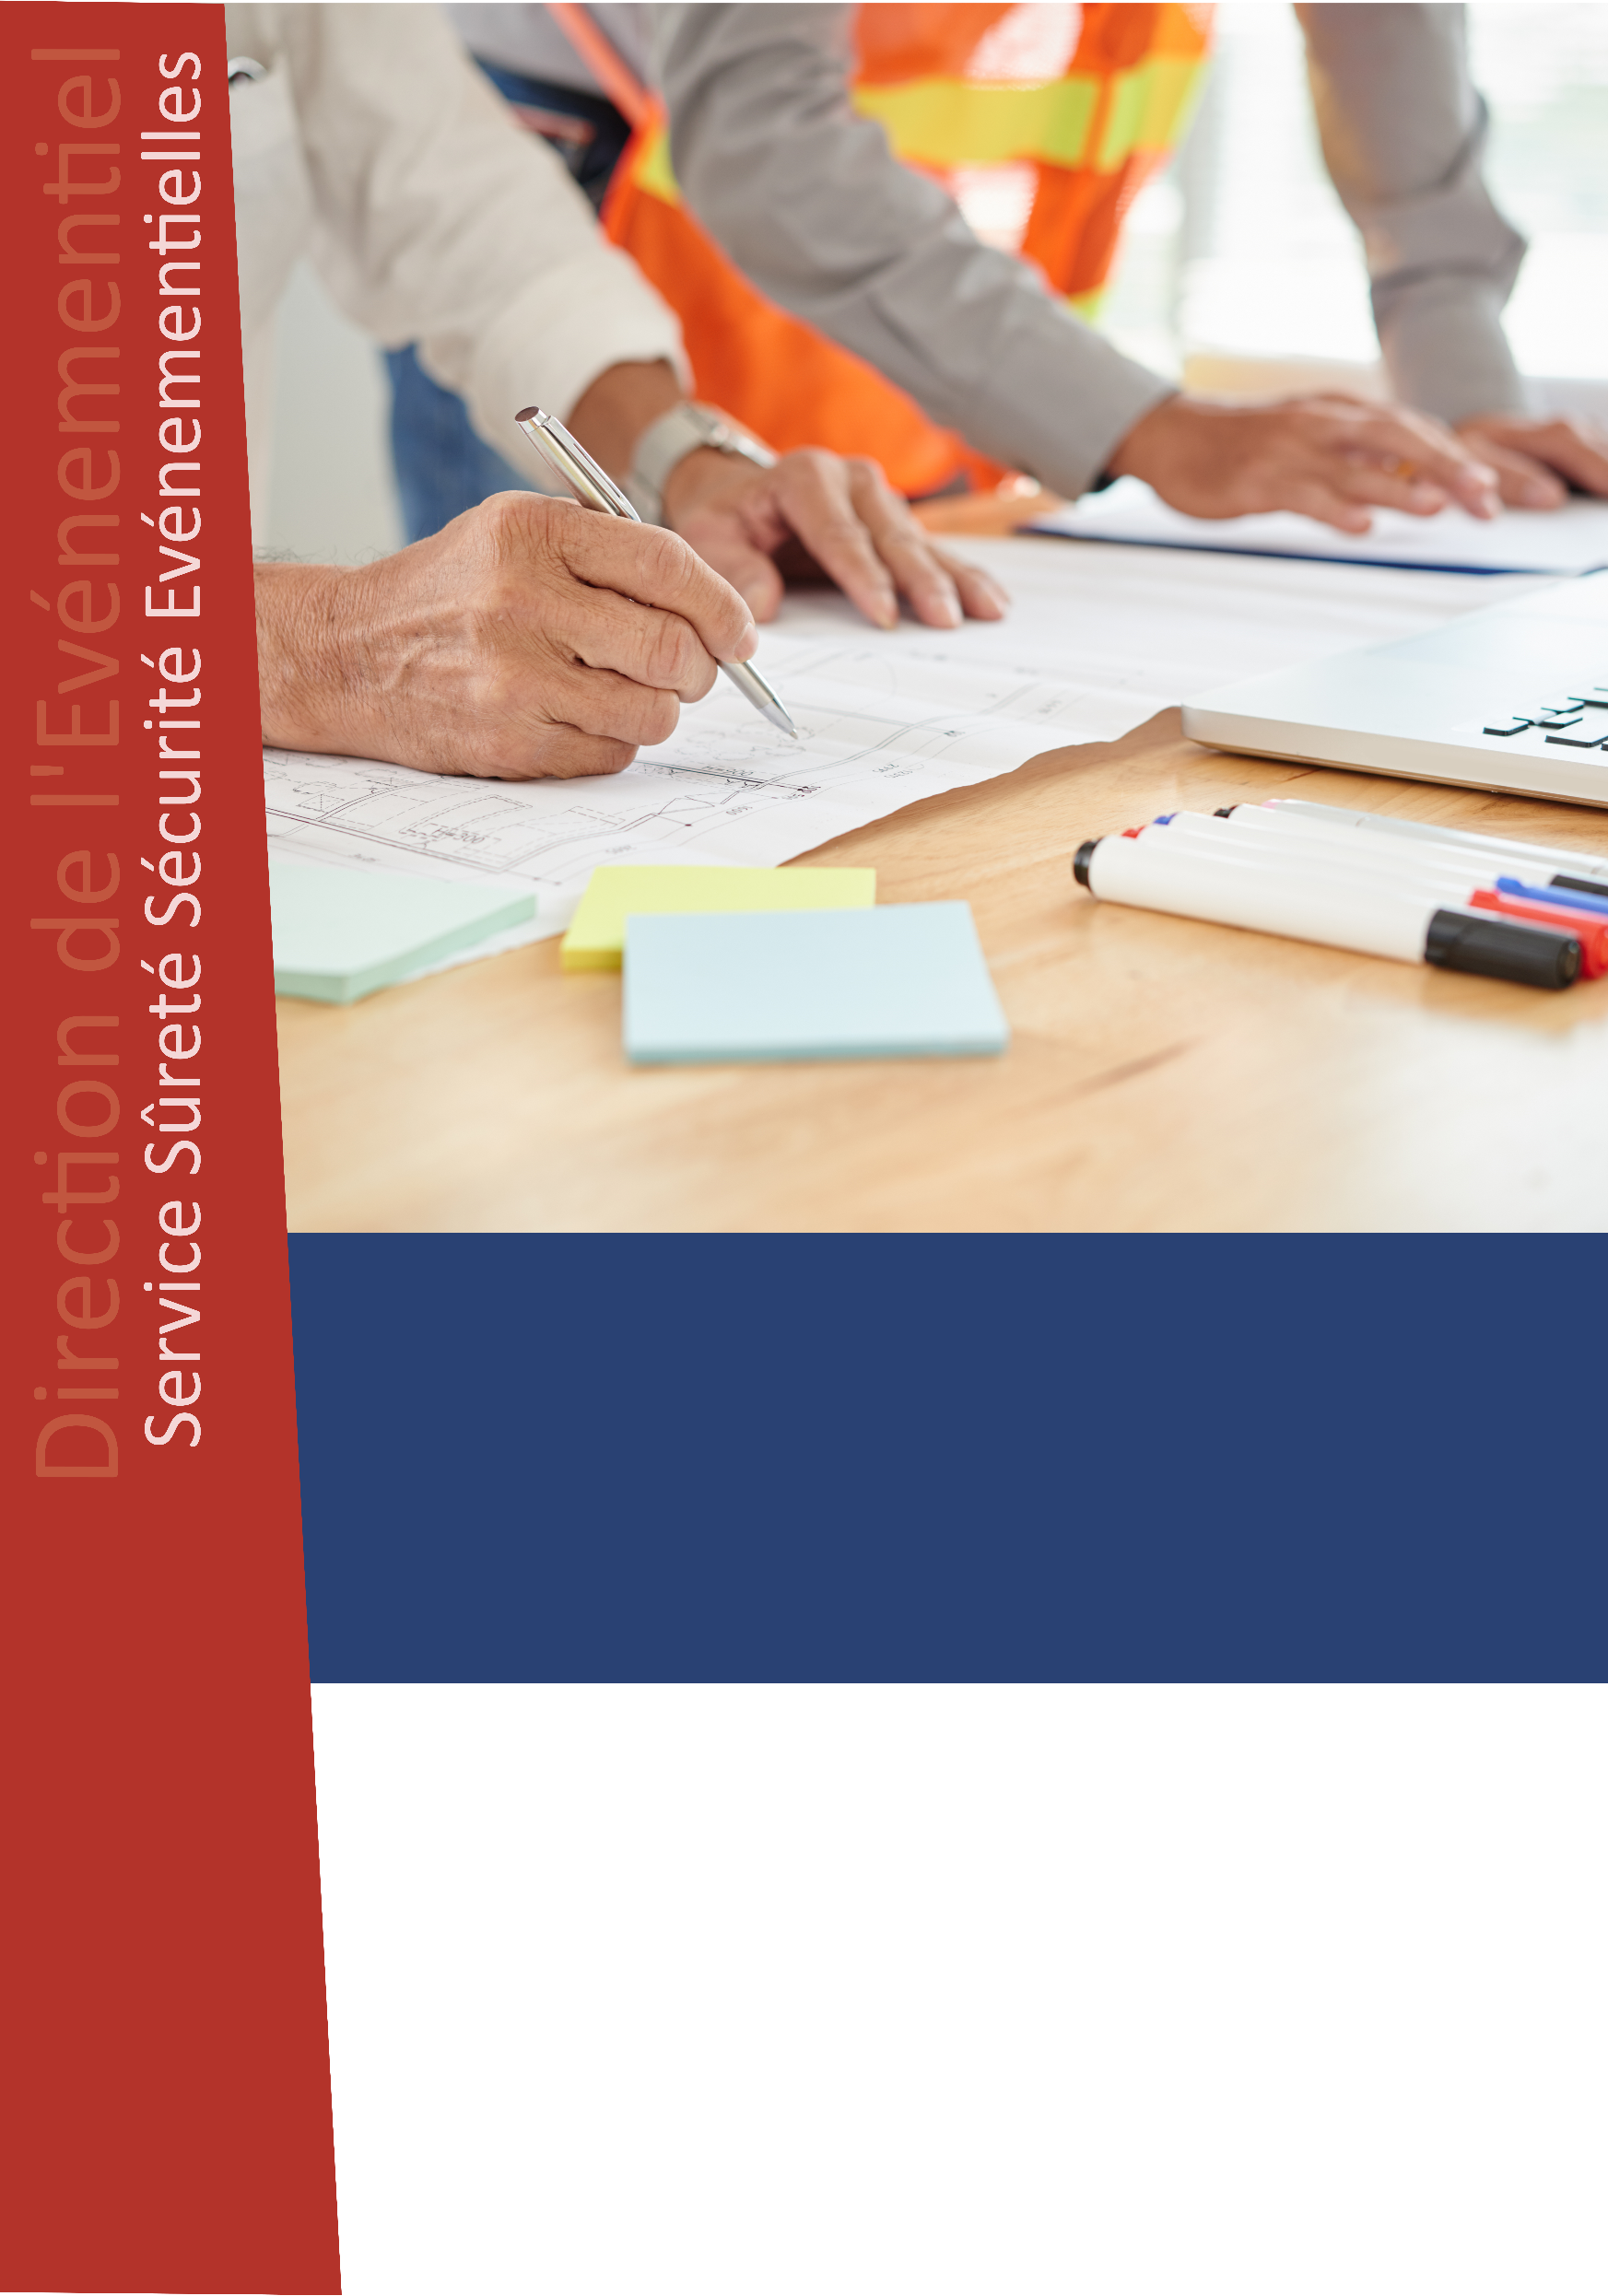 Direction de l'Evénementiel
Service Sûreté Sécurité Evénementielles